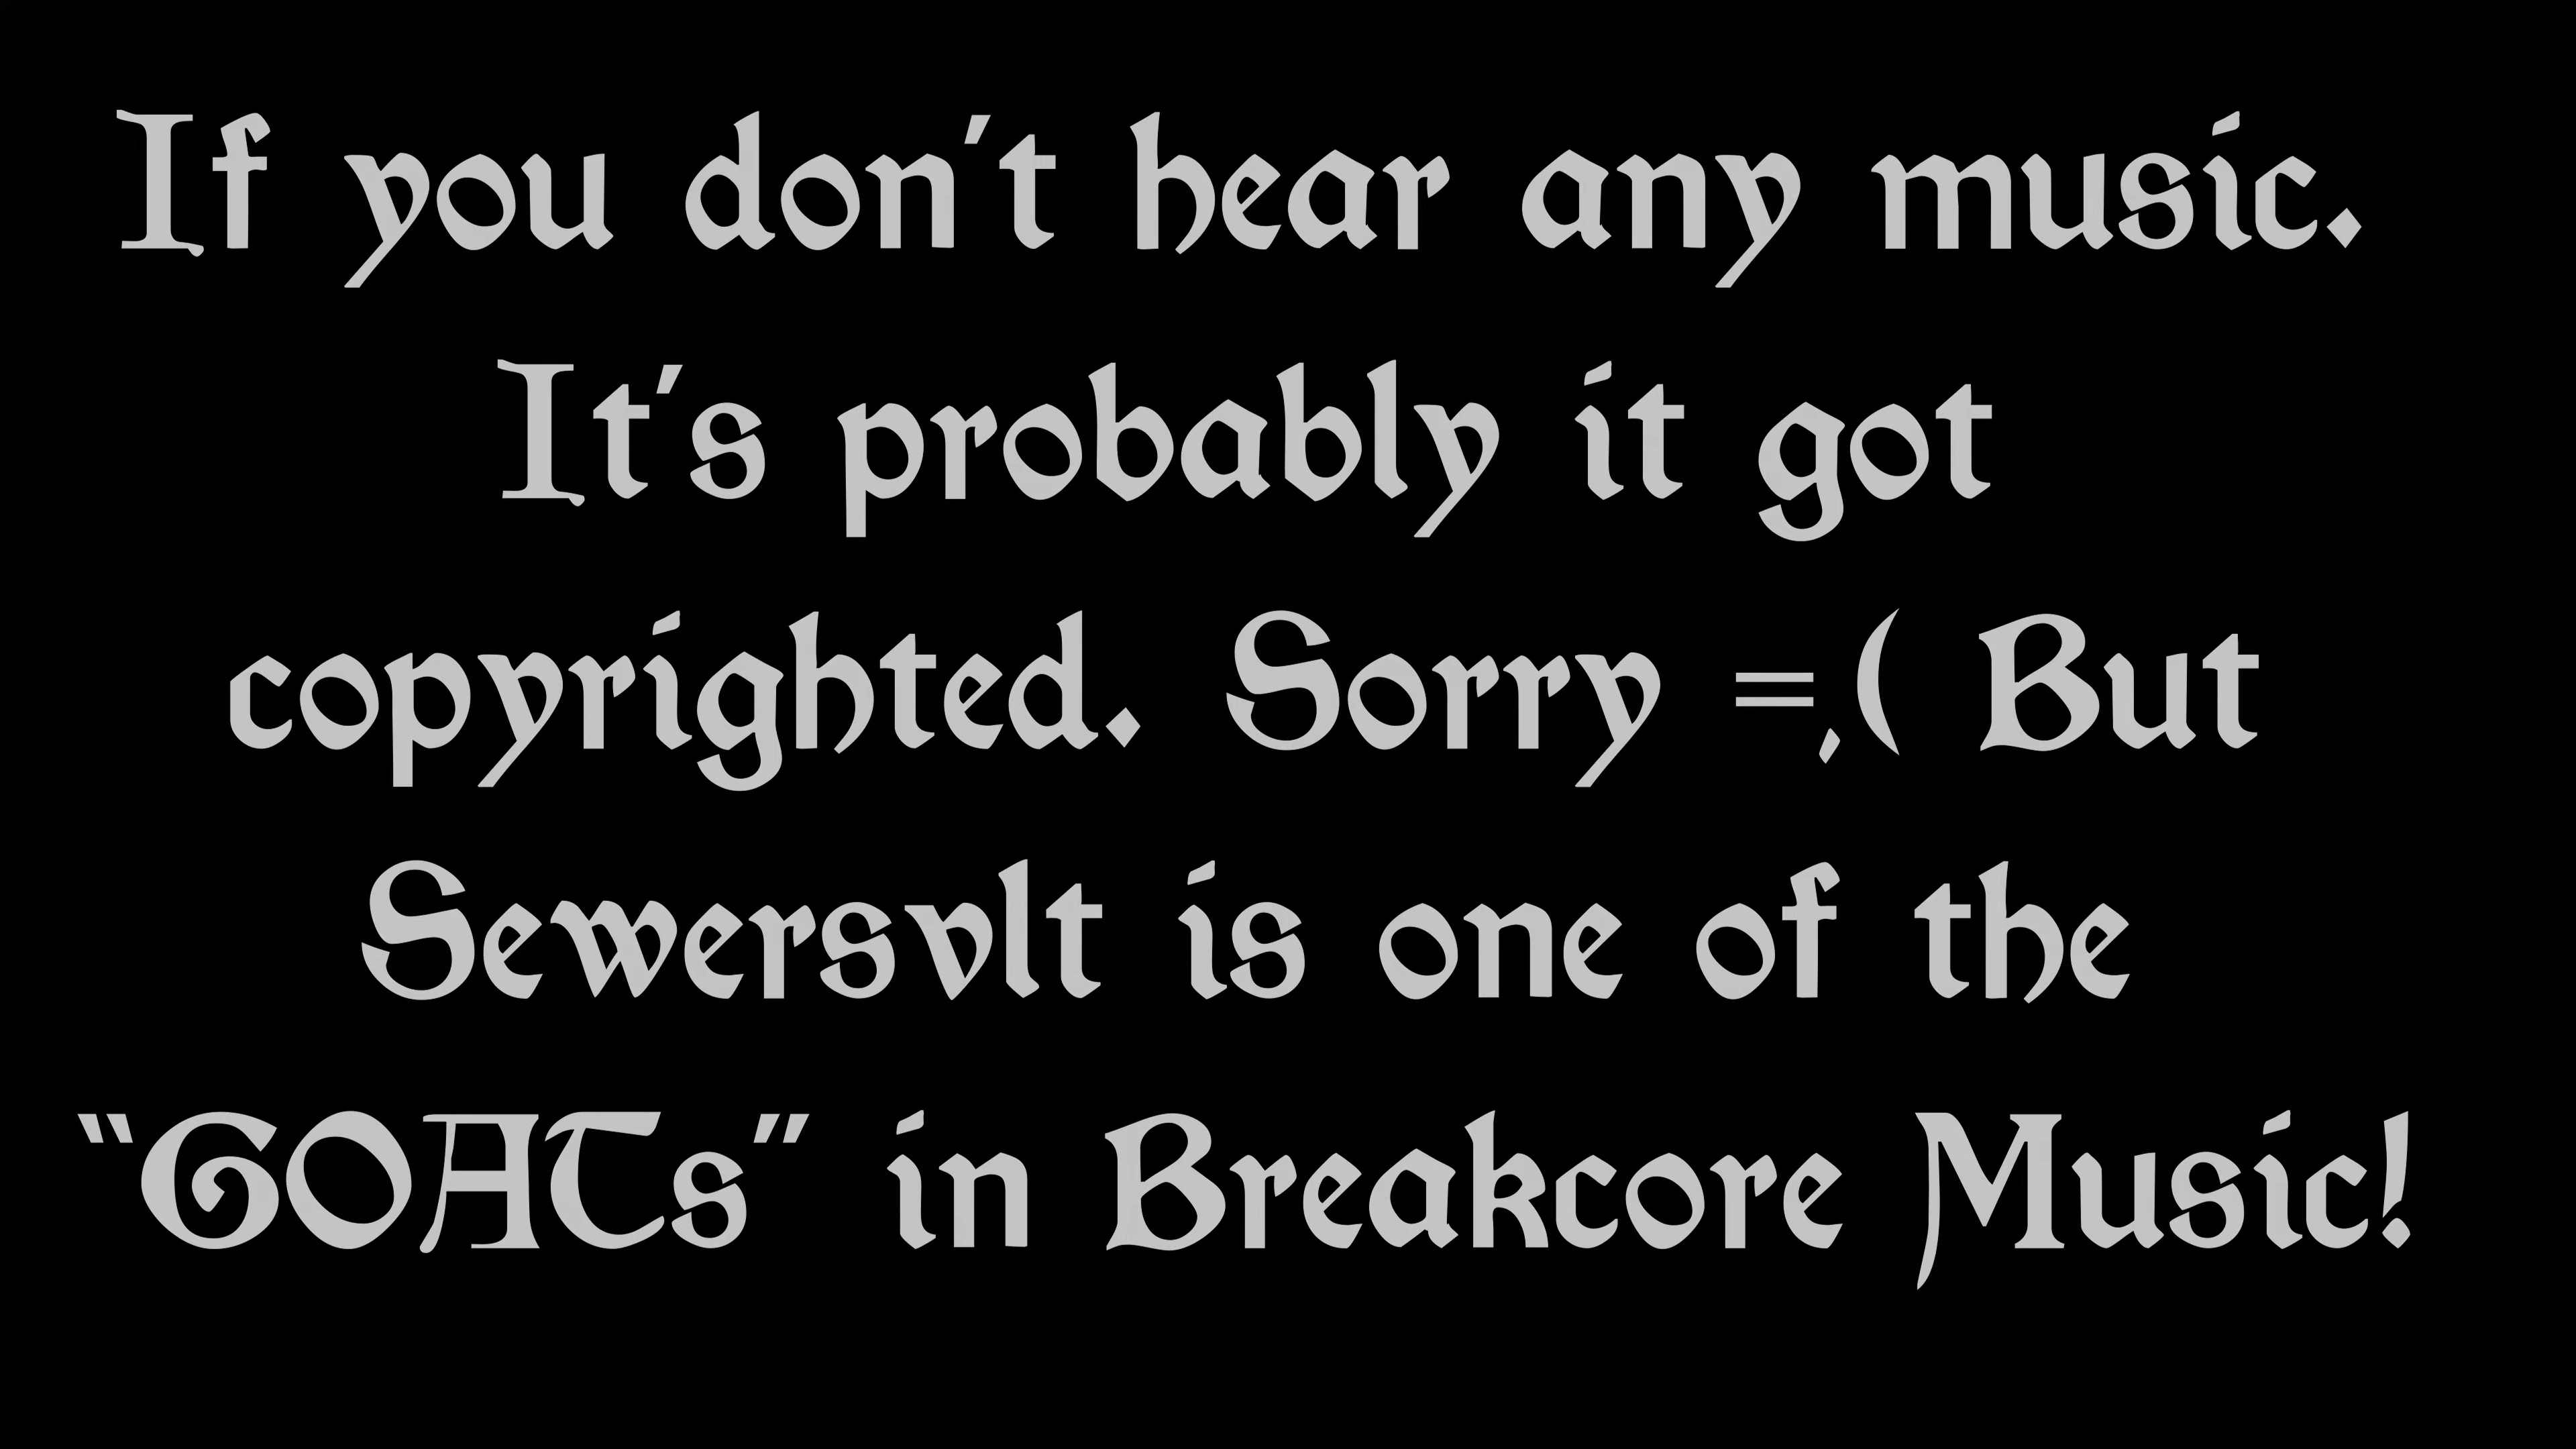 If you don't hear any music.
It's probably it got
copyrighted. Sorry =,( But
Sewersvlt is one of the
“GOATs” in Breakcore Music!